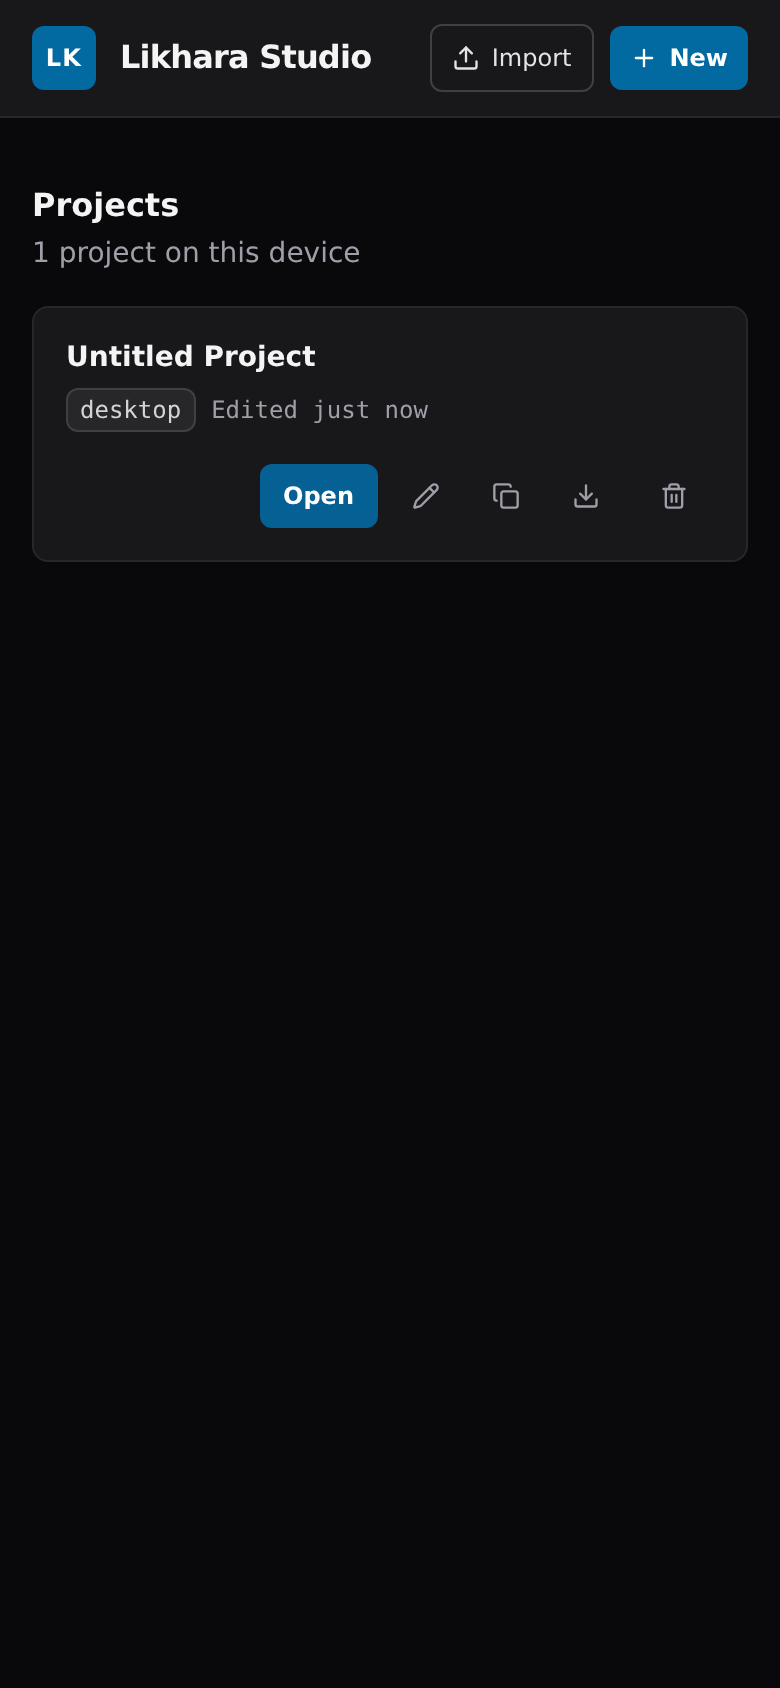 LK Likhara Studio Import New
Projects
1 project on this device
Untitled Project
desktop Edited just now
Open